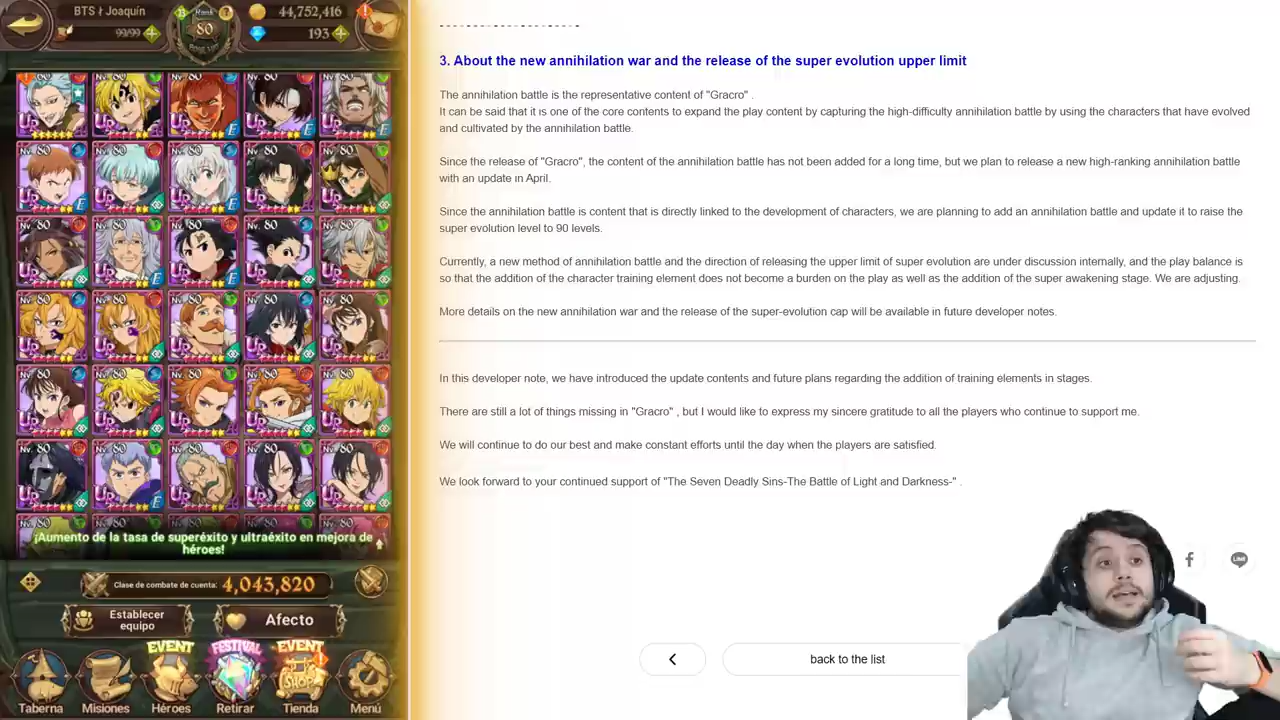 BTS ł Joaquín
99/99
23
Rank
80
44,752,416
193
Nv. 80
UR
E
¡Aumento de la tasa de superéxito y ultraéxito en mejora de
héroes!
Clase de combate de cuenta: 4,043,820
Establecer
equipo
Afecto
EVENT
FESTIVAL
EVENT
SHOP
Taberna
Misiones
Héroes
Retirar
Tienda
Menú
3. About the new annihilation war and the release of the super evolution upper limit
The annihilation battle is the representative content of "Gracro" .
It can be said that it is one of the core contents to expand the play content by capturing the high-difficulty annihilation battle by using the characters that have evolved
and cultivated by the annihilation battle.
Since the release of "Gracro", the content of the annihilation battle has not been added for a long time, but we plan to release a new high-ranking annihilation battle
with an update in April.
Since the annihilation battle is content that is directly linked to the development of characters, we are planning to add an annihilation battle and update it to raise the
super evolution level to 90 levels.
Currently, a new method of annihilation battle and the direction of releasing the upper limit of super evolution are under discussion internally, and the play balance is
so that the addition of the character training element does not become a burden on the play as well as the addition of the super awakening stage. We are adjusting.
More details on the new annihilation war and the release of the super-evolution cap will be available in future developer notes.
In this developer note, we have introduced the update contents and future plans regarding the addition of training elements in stages.
There are still a lot of things missing in "Gracro" , but I would like to express my sincere gratitude to all the players who continue to support me.
We will continue to do our best and make constant efforts until the day when the players are satisfied.
We look forward to your continued support of "The Seven Deadly Sins-The Battle of Light and Darkness-" .
f
LINE
back to the list